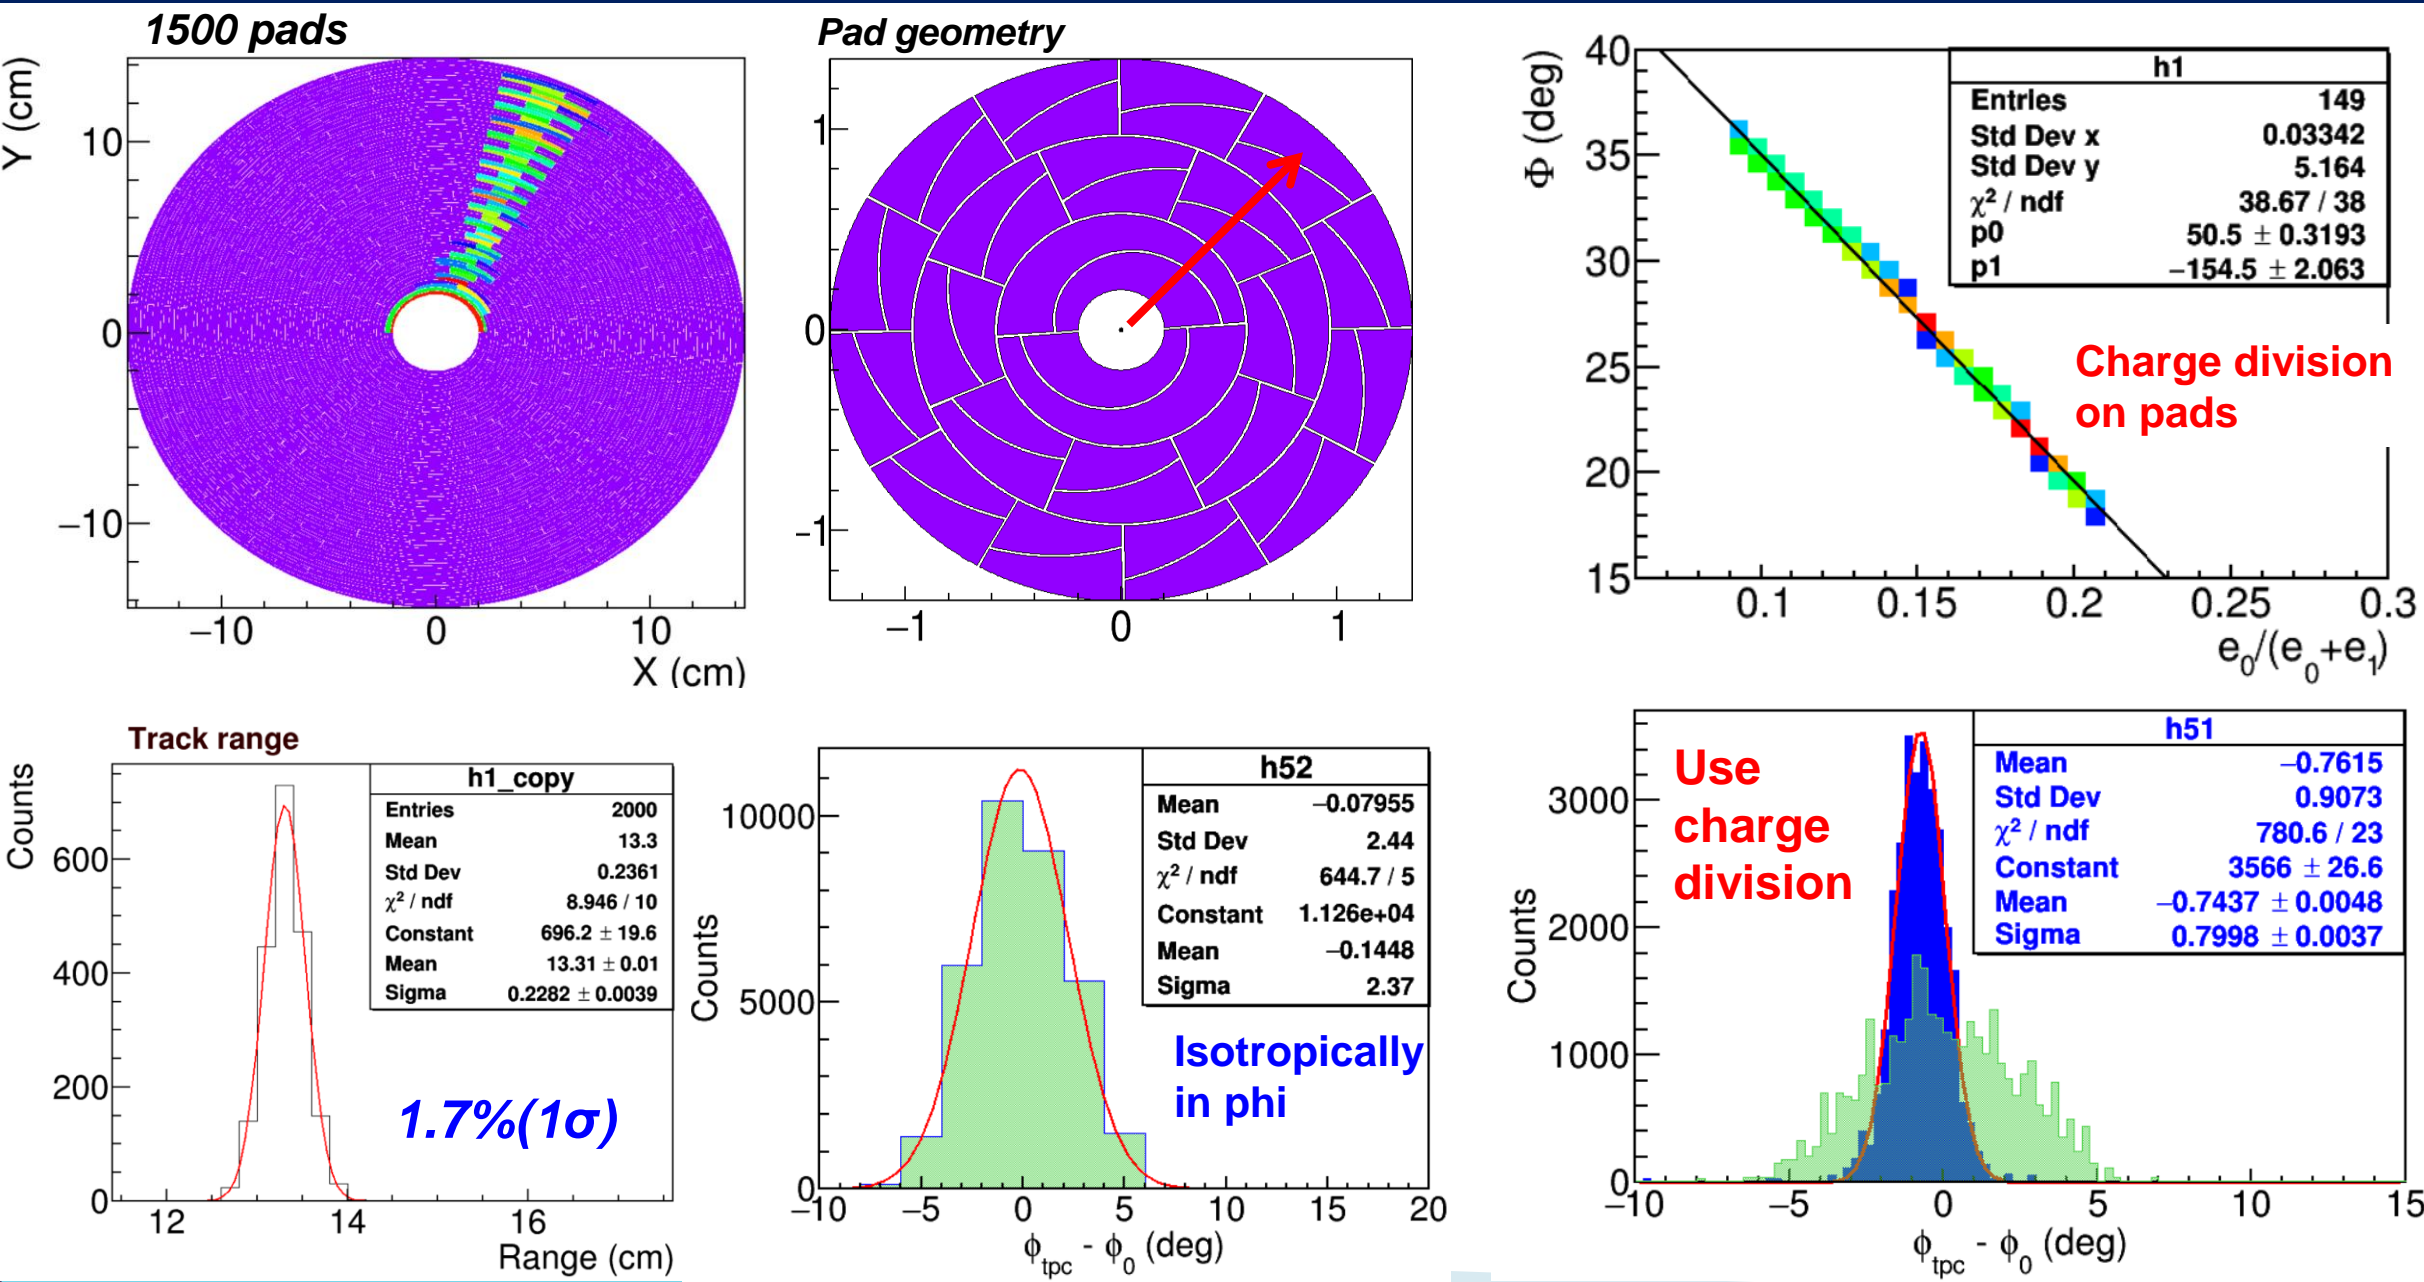 1500 pads
Y (cm)
10
0
−10
−10 0 10
X (cm)
Pad geometry
1
0
−1
−1 0 1
Φ (deg)
40
35
30
25
20
15
h1
Entries 149
Std Dev x 0.03342
Std Dev y 5.164
χ² / ndf 38.67 / 38
p0 50.5 ± 0.3193
p1 −154.5 ± 2.063
Charge division
on pads
0.1 0.15 0.2 0.25 0.3
e₀/(e₀+e₁)
Track range
Counts
600
400
200
0
h1_copy
Entries 2000
Mean 13.3
Std Dev 0.2361
χ² / ndf 8.946 / 10
Constant 696.2 ± 19.6
Mean 13.31 ± 0.01
Sigma 0.2282 ± 0.0039
1.7%(1σ)
12 14 16
Range (cm)
Counts
10000
5000
0
h52
Mean −0.07955
Std Dev 2.44
χ² / ndf 644.7 / 5
Constant 1.126e+04
Mean −0.1448
Sigma 2.37
Isotropically
in phi
−10 −5 0 5 10 15 20
ϕtpc - ϕ₀ (deg)
Counts
3000
2000
1000
0
Use
charge
division
h51
Mean −0.7615
Std Dev 0.9073
χ² / ndf 780.6 / 23
Constant 3566 ± 26.6
Mean −0.7437 ± 0.0048
Sigma 0.7998 ± 0.0037
−10 −5 0 5 10 15
ϕtpc - ϕ₀ (deg)